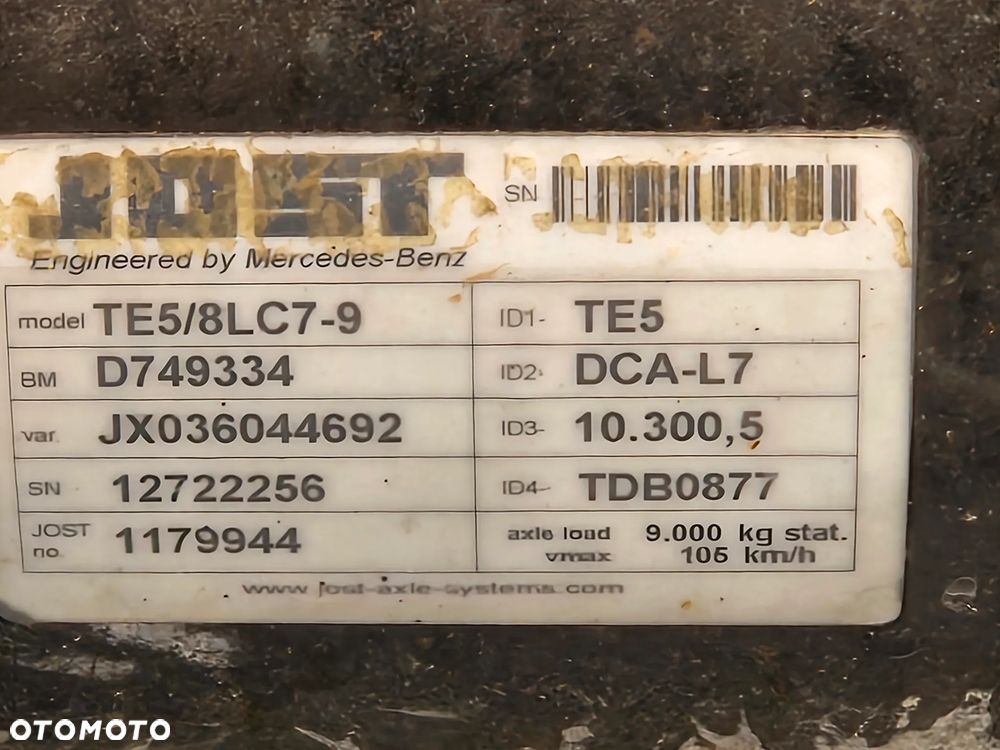 JOST
SN
Engineered by Mercedes-Benz
model TE5/8LC7-9 ID1- TE5
BM D749334 ID2- DCA-L7
var. JX036044692 ID3- 10.300,5
SN 12722256 ID4- TDB0877
JOST no. 1179944 axle load 9.000 kg stat.
vmax 105 km/h
www.jost-axle-systems.com
OTOMOTO